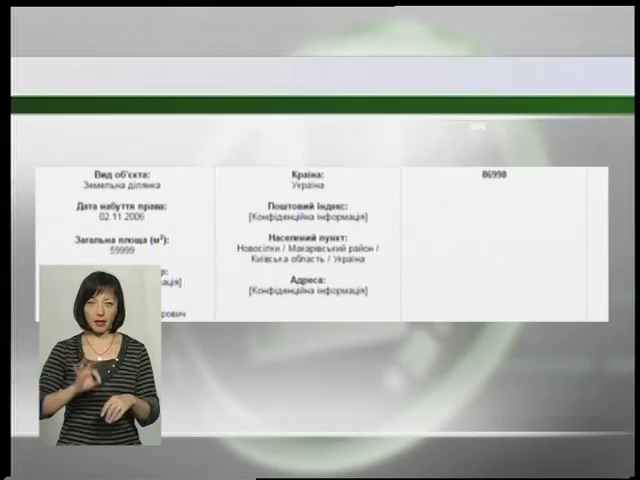 Вид об'єкта:
Земельна ділянка
Дата набуття права:
02.11.2006
Загальна площа (м²):
59999
рович
Країна:
Україна
Поштовий індекс:
[Конфіденційна інформація]
Населений пункт:
Новосілки / Макарівський район /
Київська область / Україна
Адреса:
[Конфіденційна інформація]
86998